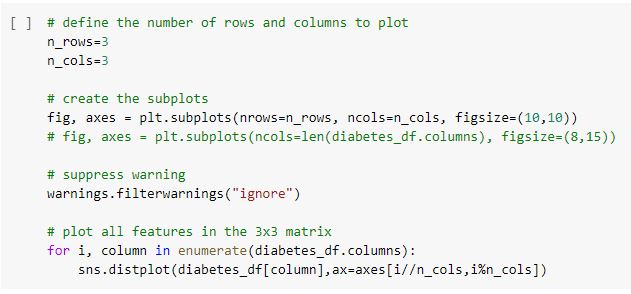 [ ] # define the number of rows and columns to plot
n_rows=3
n_cols=3
# create the subplots
fig, axes = plt.subplots(nrows=n_rows, ncols=n_cols, figsize=(10,10))
# fig, axes = plt.subplots(ncols=len(diabetes_df.columns), figsize=(8,15))
# suppress warning
warnings.filterwarnings("ignore")
# plot all features in the 3x3 matrix
for i, column in enumerate(diabetes_df.columns):
    sns.distplot(diabetes_df[column],ax=axes[i//n_cols,i%n_cols])